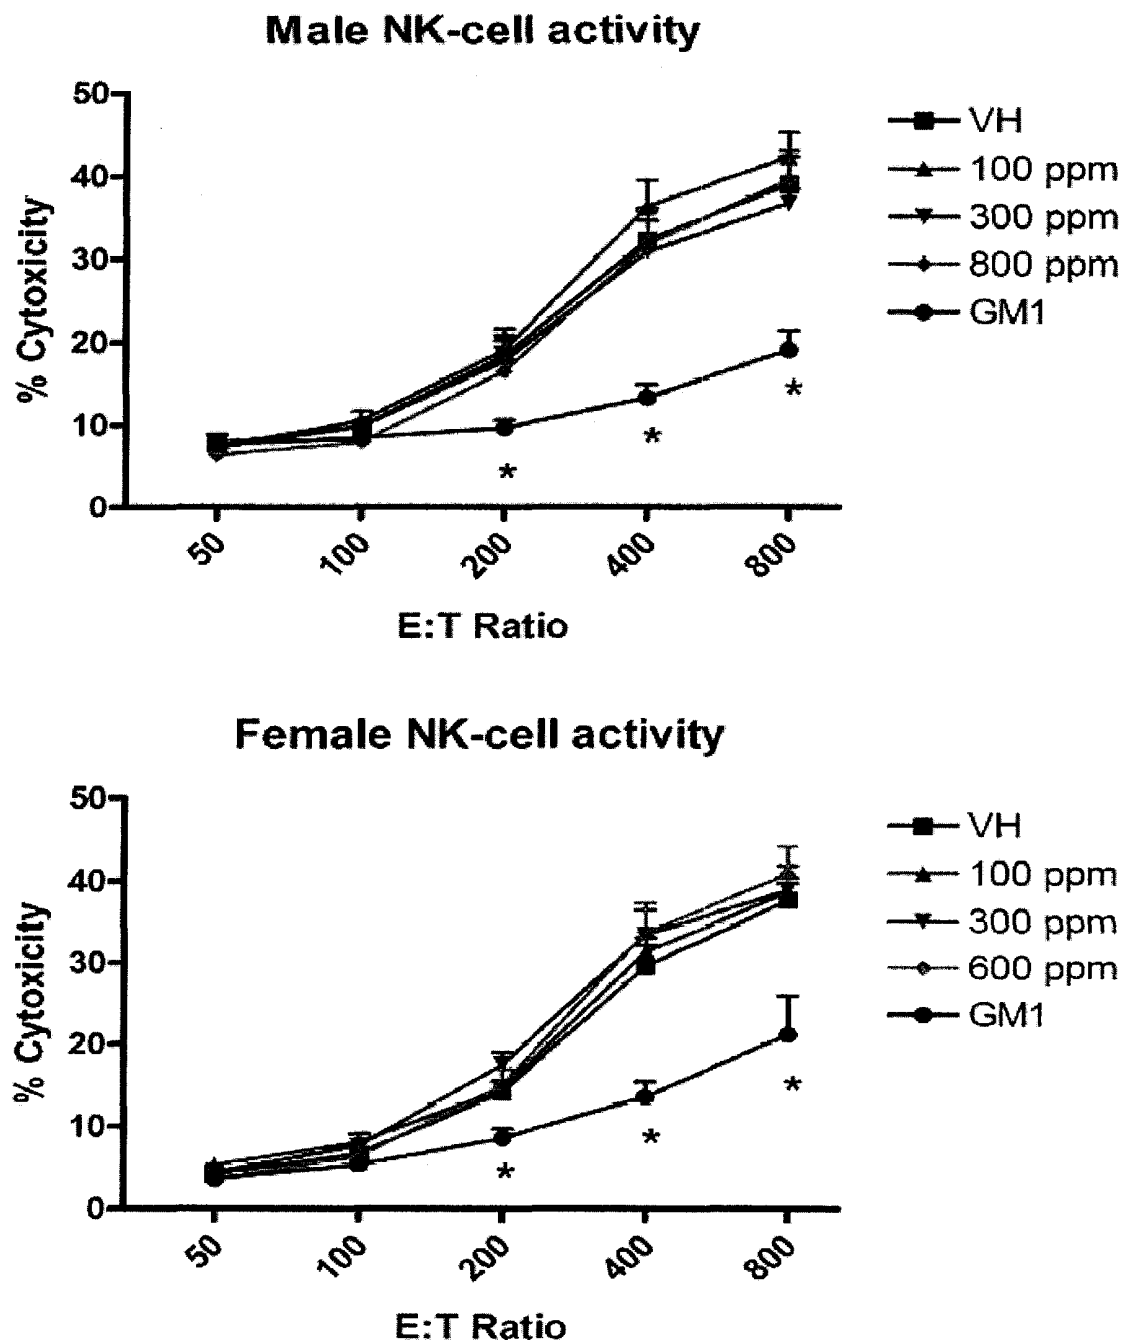 Male NK-cell activity
50
40
30
20
10
0
% Cytoxicity
*
*
*
50
100
200
400
800
E:T Ratio
VH
100 ppm
300 ppm
800 ppm
GM1
Female NK-cell activity
50
40
30
20
10
0
% Cytoxicity
*
*
*
50
100
200
400
800
E:T Ratio
VH
100 ppm
300 ppm
600 ppm
GM1